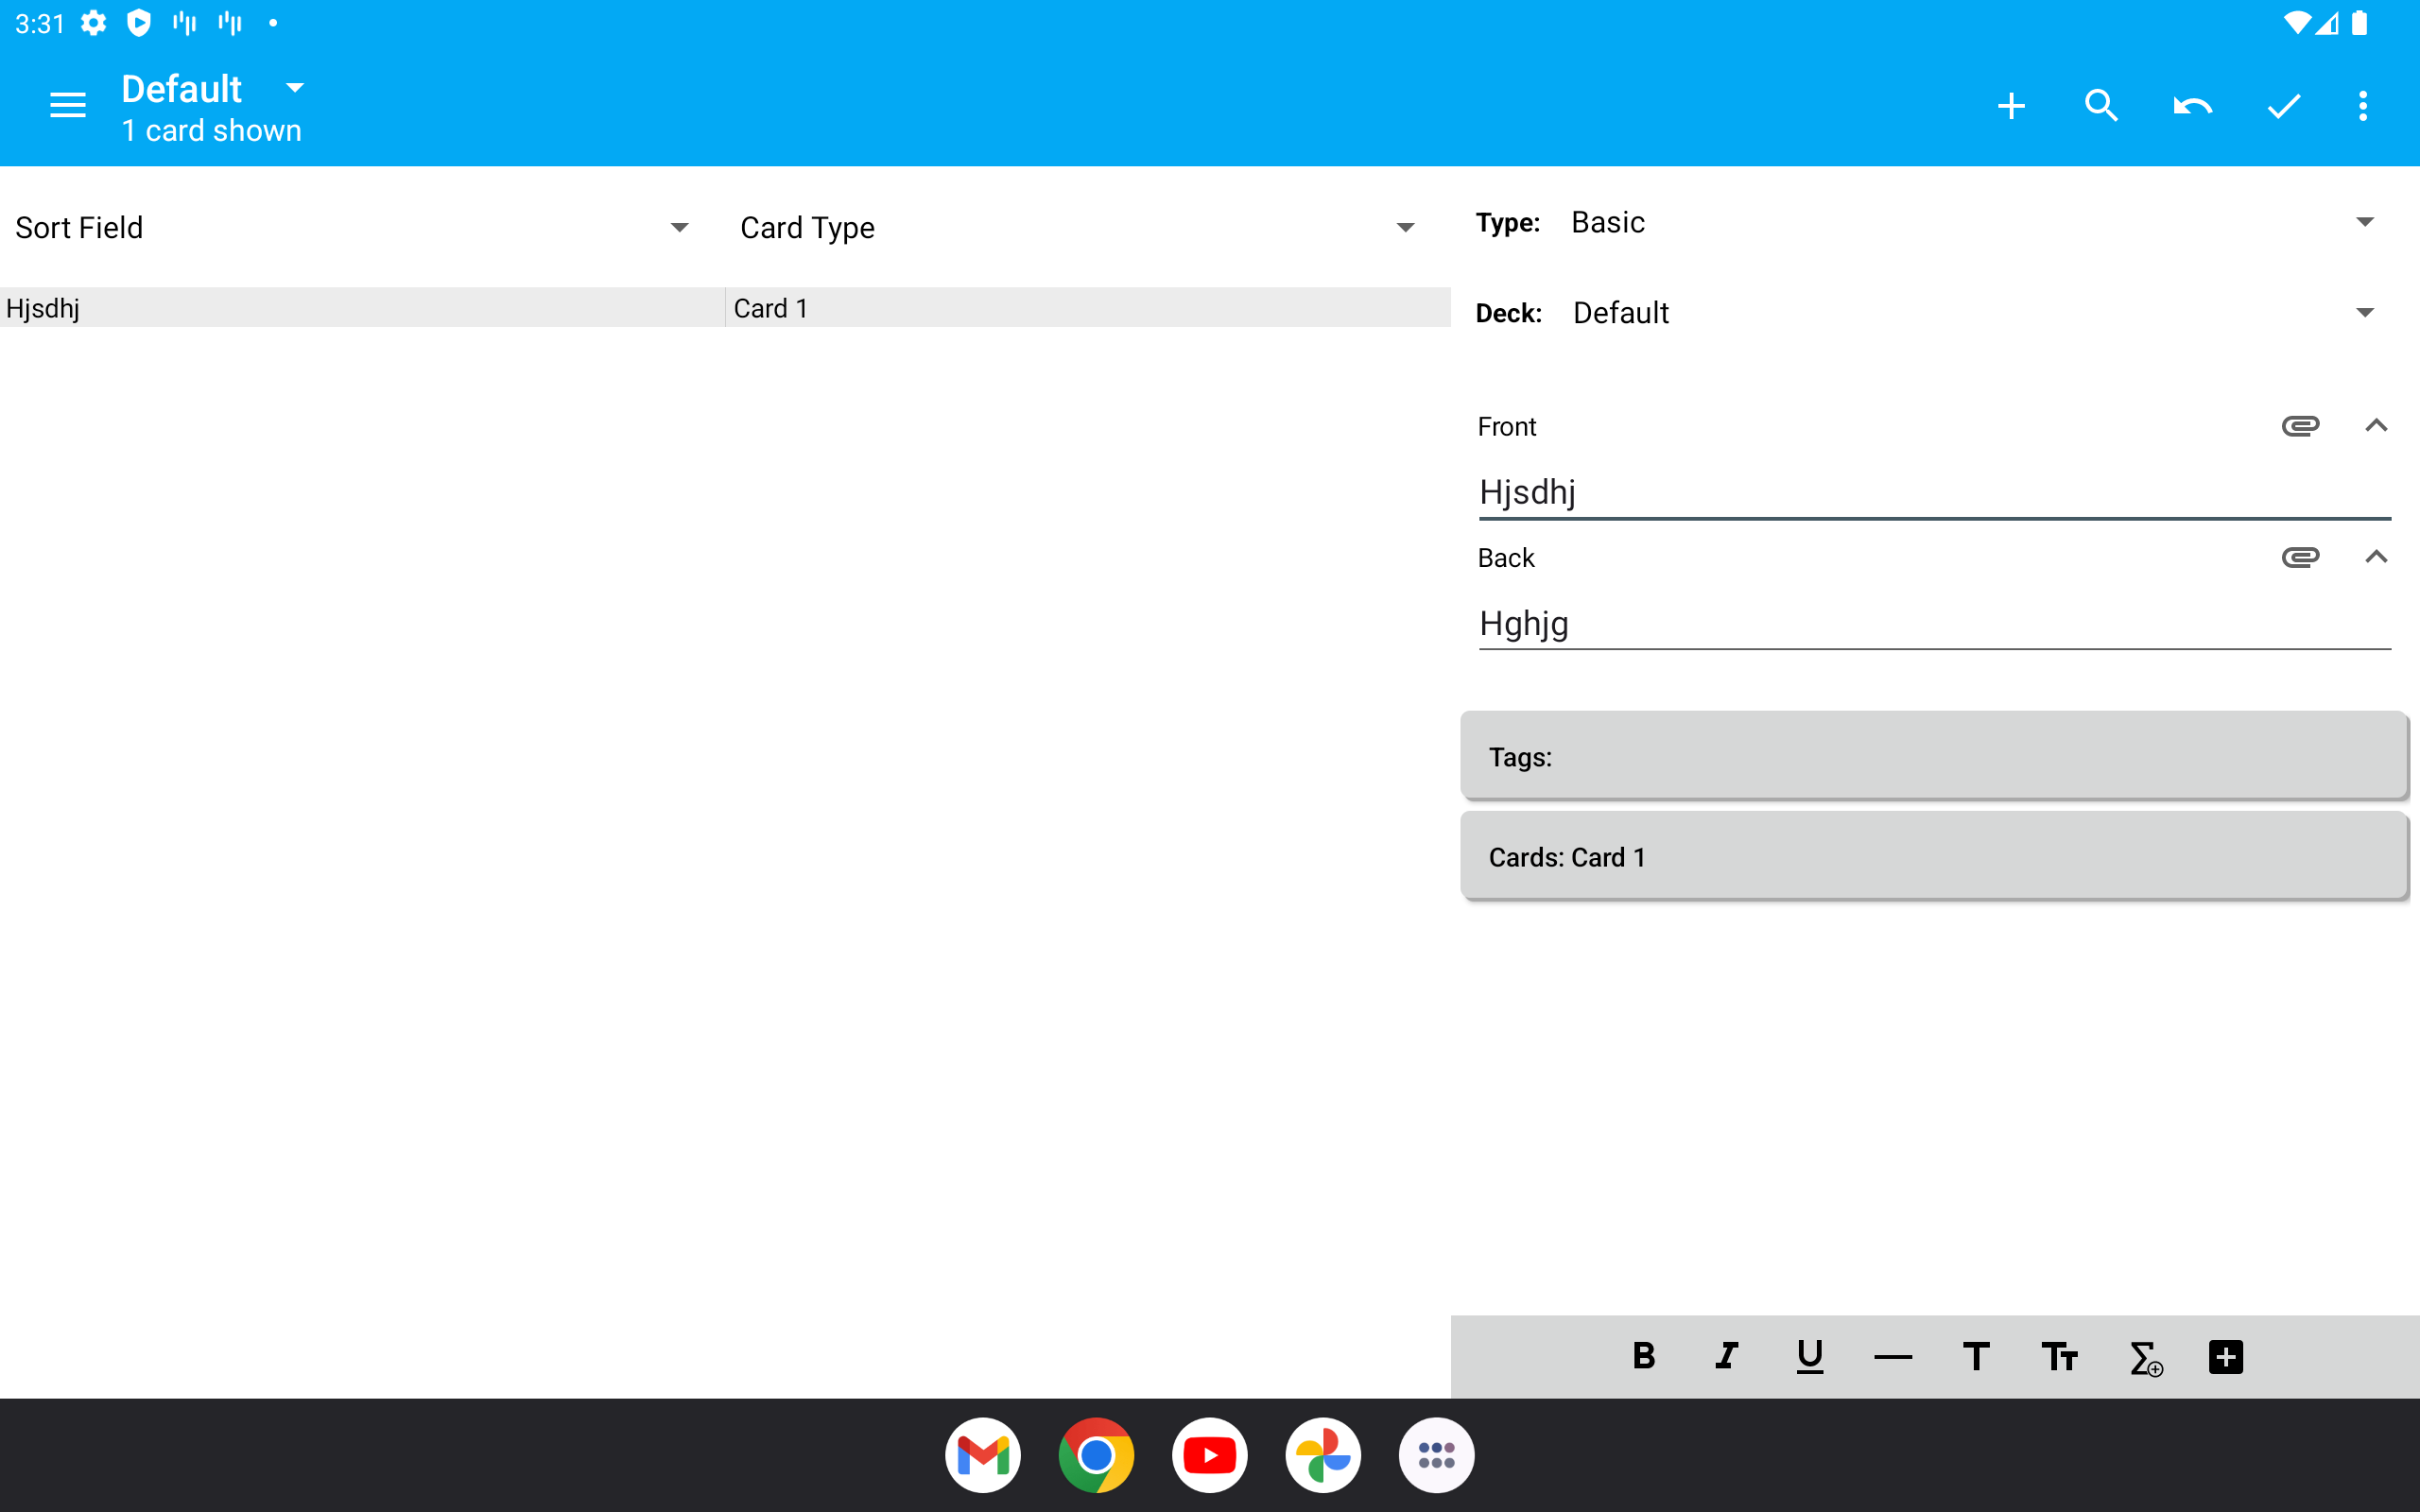 3:31
Default
1 card shown
Sort Field
Card Type
Hjsdhj
Card 1
Type: Basic
Deck: Default
Front
Hjsdhj
Back
Hghjg
Tags:
Cards: Card 1
B I U T TT